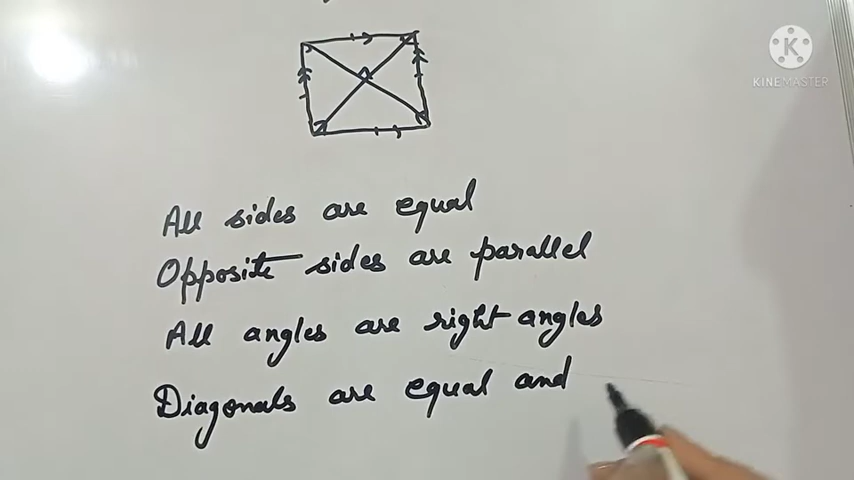 K
KINEMASTER
All sides are equal
Opposite sides are parallel
All angles are right angles
Diagonals are equal and